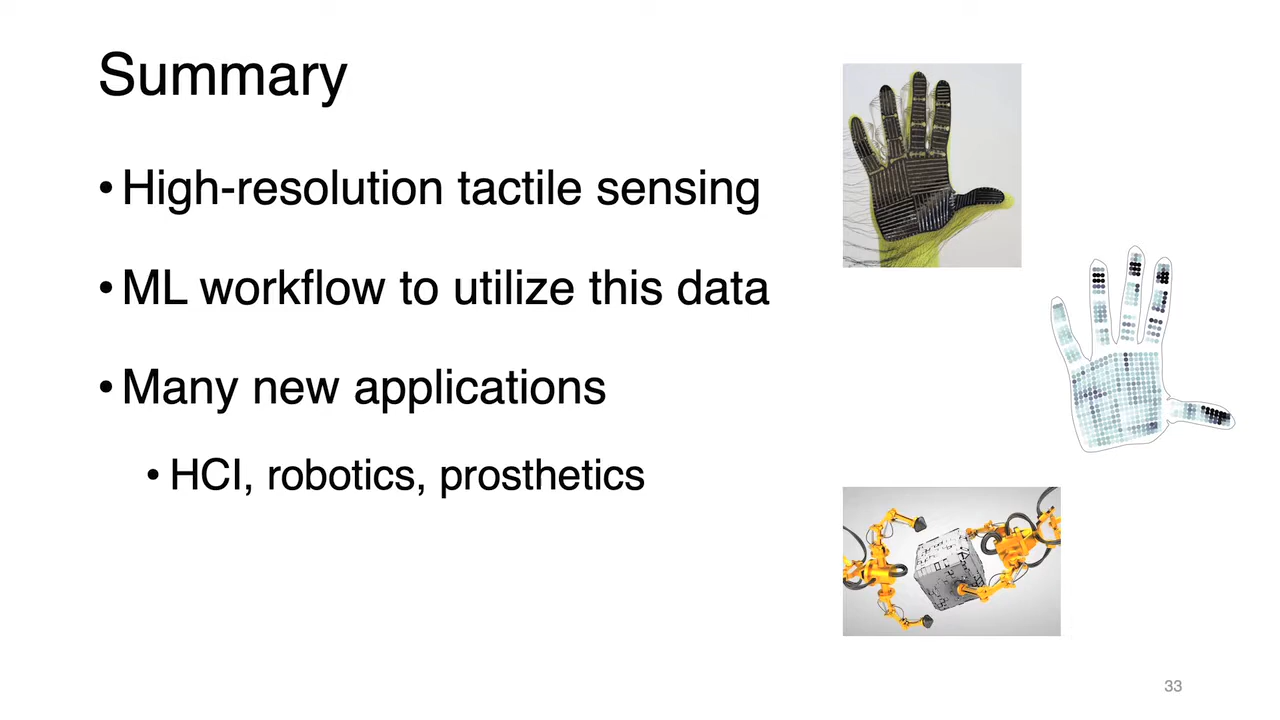 Summary
• High-resolution tactile sensing
• ML workflow to utilize this data
• Many new applications
• HCI, robotics, prosthetics
33